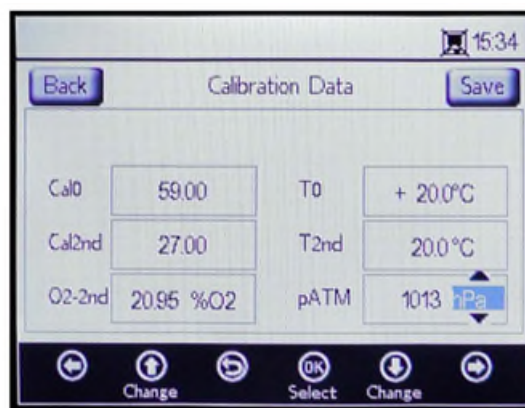 15:34
Back Calibration Data Save
Cal0 59.00 T0 + 20.0°C
Cal2nd 27.00 T2nd 20.0°C
O2-2nd 20.95 %O2 pATM 1013 hPa
OK
Change Select Change